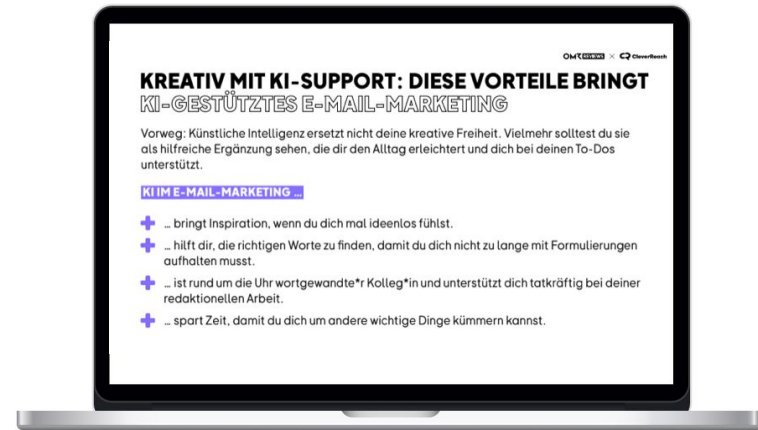 OMR REVIEWS × CleverReach
KREATIV MIT KI-SUPPORT: DIESE VORTEILE BRINGT
KI-GESTÜTZTES E-MAIL-MARKETING
Vorweg: Künstliche Intelligenz ersetzt nicht deine kreative Freiheit. Vielmehr solltest du sie
als hilfreiche Ergänzung sehen, die dir den Alltag erleichtert und dich bei deinen To-Dos
unterstützt.
KI IM E-MAIL-MARKETING ...
... bringt Inspiration, wenn du dich mal ideenlos fühlst.
... hilft dir, die richtigen Worte zu finden, damit du dich nicht zu lange mit Formulierungen
aufhalten musst.
... ist rund um die Uhr wortgewandte*r Kolleg*in und unterstützt dich tatkräftig bei deiner
redaktionellen Arbeit.
... spart Zeit, damit du dich um andere wichtige Dinge kümmern kannst.